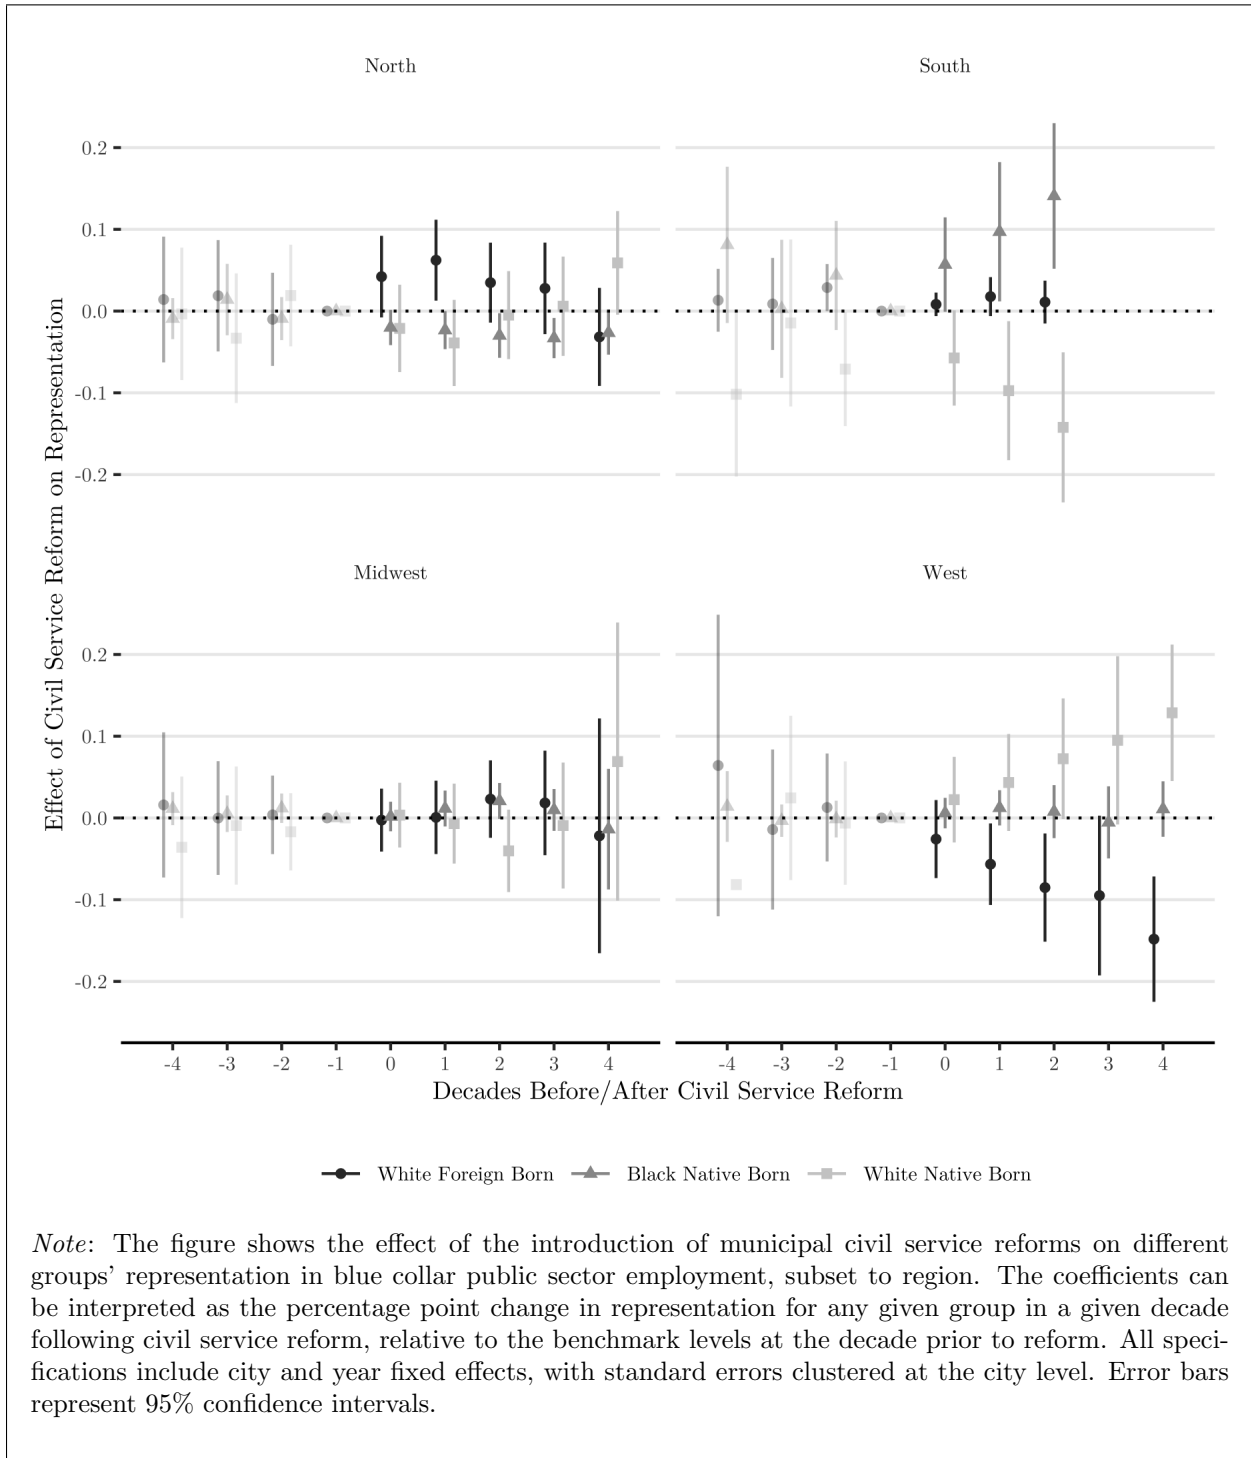 North
South
0.2
0.1
0.0
-0.1
-0.2
Effect of Civil Service Reform on Representation
Midwest
West
0.2
0.1
0.0
-0.1
-0.2
-4 -3 -2 -1 0 1 2 3 4
-4 -3 -2 -1 0 1 2 3 4
Decades Before/After Civil Service Reform
White Foreign Born Black Native Born White Native Born
Note: The figure shows the effect of the introduction of municipal civil service reforms on different
groups' representation in blue collar public sector employment, subset to region. The coefficients can
be interpreted as the percentage point change in representation for any given group in a given decade
following civil service reform, relative to the benchmark levels at the decade prior to reform. All speci-
fications include city and year fixed effects, with standard errors clustered at the city level. Error bars
represent 95% confidence intervals.